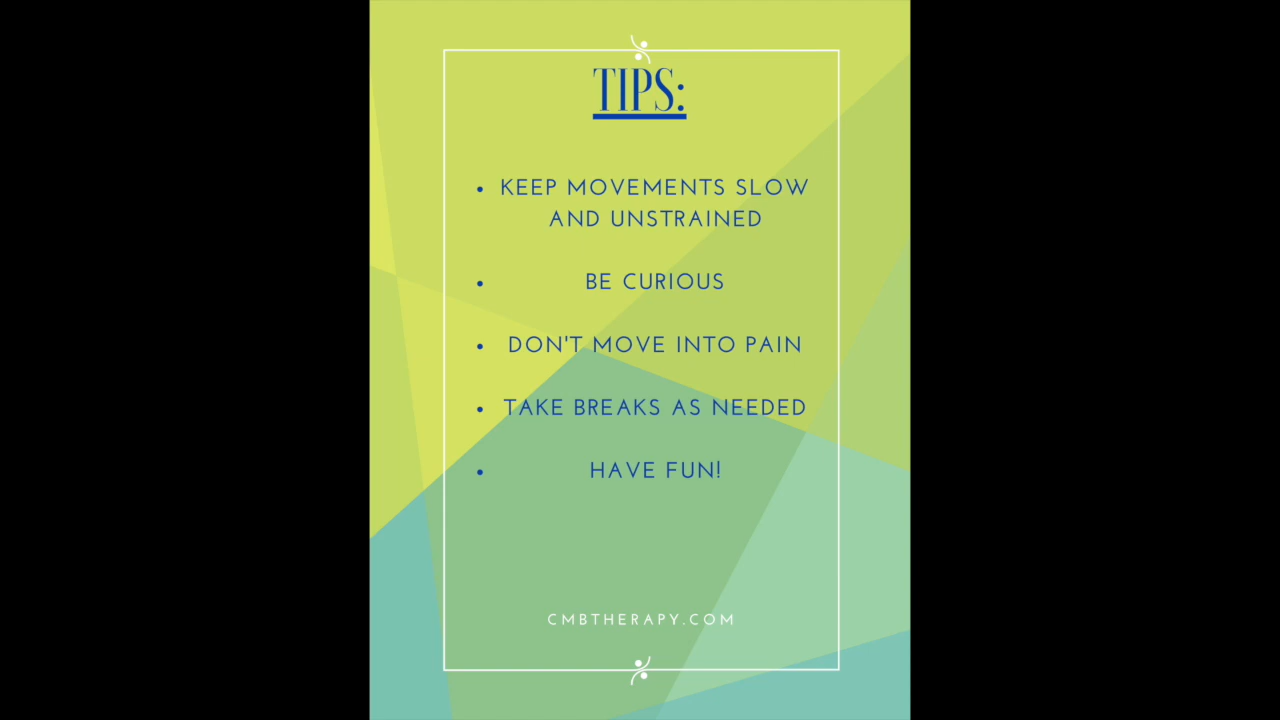 TIPS:
• KEEP MOVEMENTS SLOW
AND UNSTRAINED
• BE CURIOUS
• DON'T MOVE INTO PAIN
• TAKE BREAKS AS NEEDED
• HAVE FUN!
CMBTHERAPY.COM